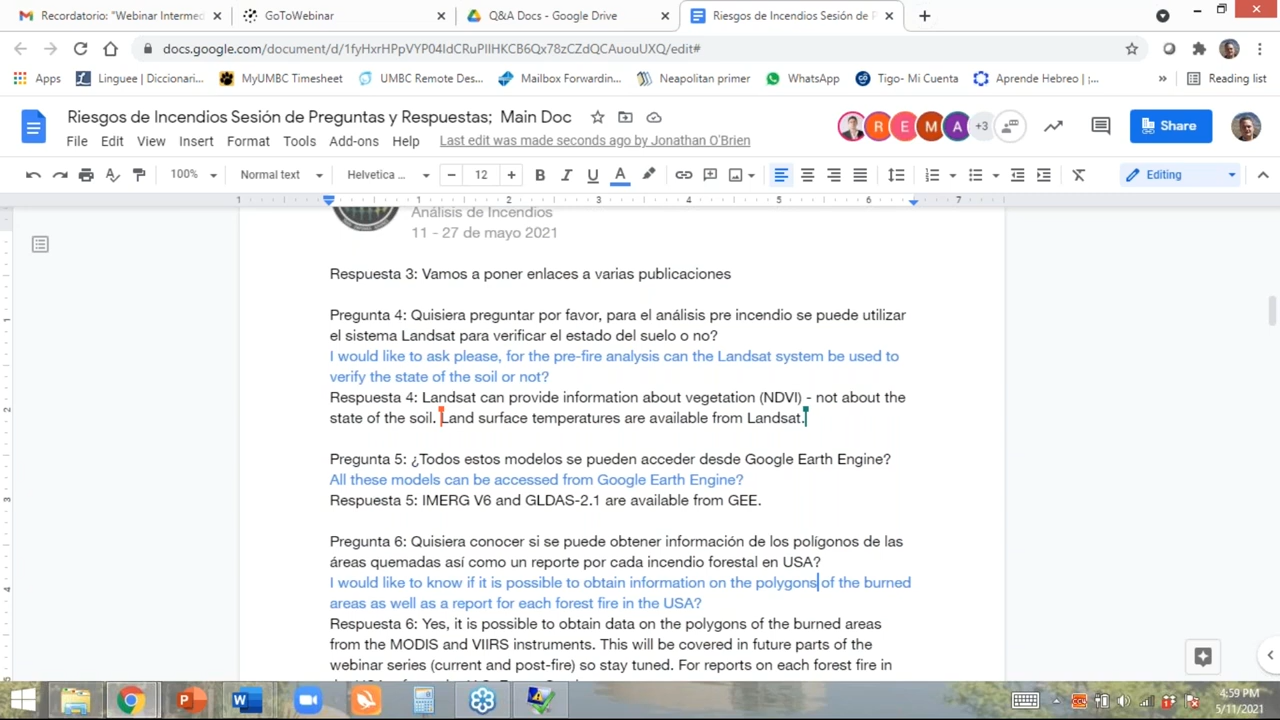 Recordatorio: "Webinar Intermed
GoToWebinar
Q&A Docs - Google Drive
Riesgos de Incendios Sesión de P
docs.google.com/document/d/1fyHxrHPpVYP04IdCRuPIIHKCB6Qx78zCZdQCAuouUXQ/edit#
Apps
Linguee | Diccionari...
MyUMBC Timesheet
UMBC Remote Des...
Mailbox Forwardin...
Neapolitan primer
WhatsApp
Tigo- Mi Cuenta
Aprende Hebreo | ¡...
Reading list
Riesgos de Incendios Sesión de Preguntas y Respuestas; Main Doc
R E M A +3
Share
File Edit View Insert Format Tools Add-ons Help Last edit was made seconds ago by Jonathan O'Brien
100% Normal text Helvetica ... 12 Editing
1 1 2 3 4 5 6 7
Análisis de Incendios
11 - 27 de mayo 2021
Respuesta 3: Vamos a poner enlaces a varias publicaciones
Pregunta 4: Quisiera preguntar por favor, para el análisis pre incendio se puede utilizar
el sistema Landsat para verificar el estado del suelo o no?
I would like to ask please, for the pre-fire analysis can the Landsat system be used to
verify the state of the soil or not?
Respuesta 4: Landsat can provide information about vegetation (NDVI) - not about the
state of the soil. Land surface temperatures are available from Landsat.
Pregunta 5: ¿Todos estos modelos se pueden acceder desde Google Earth Engine?
All these models can be accessed from Google Earth Engine?
Respuesta 5: IMERG V6 and GLDAS-2.1 are available from GEE.
Pregunta 6: Quisiera conocer si se puede obtener información de los polígonos de las
áreas quemadas así como un reporte por cada incendio forestal en USA?
I would like to know if it is possible to obtain information on the polygons of the burned
areas as well as a report for each forest fire in the USA?
Respuesta 6: Yes, it is possible to obtain data on the polygons of the burned areas
from the MODIS and VIIRS instruments. This will be covered in future parts of the
webinar series (current and post-fire) so stay tuned. For reports on each forest fire in
4:59 PM
5/11/2021